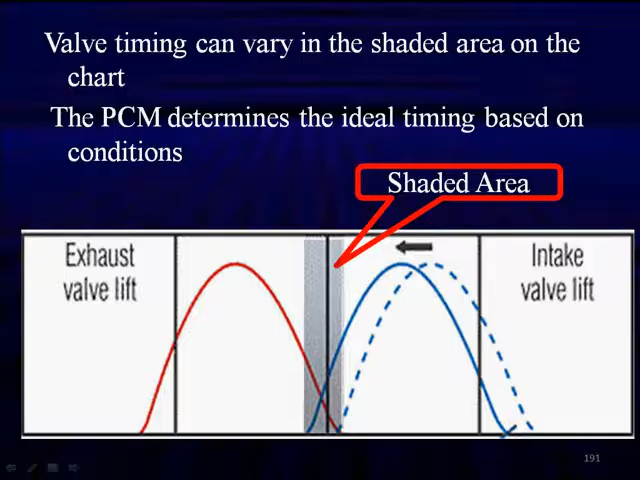 Valve timing can vary in the shaded area on the
chart
The PCM determines the ideal timing based on
conditions
Shaded Area
Exhaust
valve lift
Intake
valve lift
191